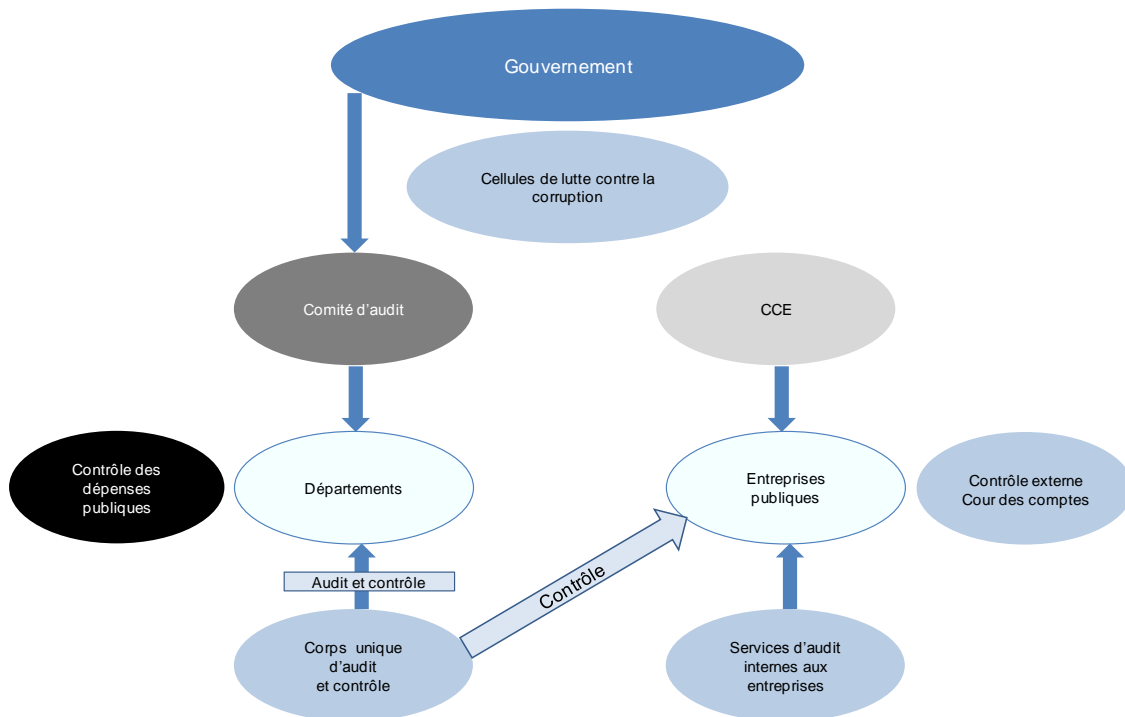 Gouvernement
Cellules de lutte contre la
corruption
Comité d'audit
CCE
Contrôle des
dépenses
publiques
Départements
Entreprises
publiques
Contrôle externe
Cour des comptes
Audit et contrôle
Contrôle
Corps unique
d'audit
et contrôle
Services d'audit
internes aux
entreprises